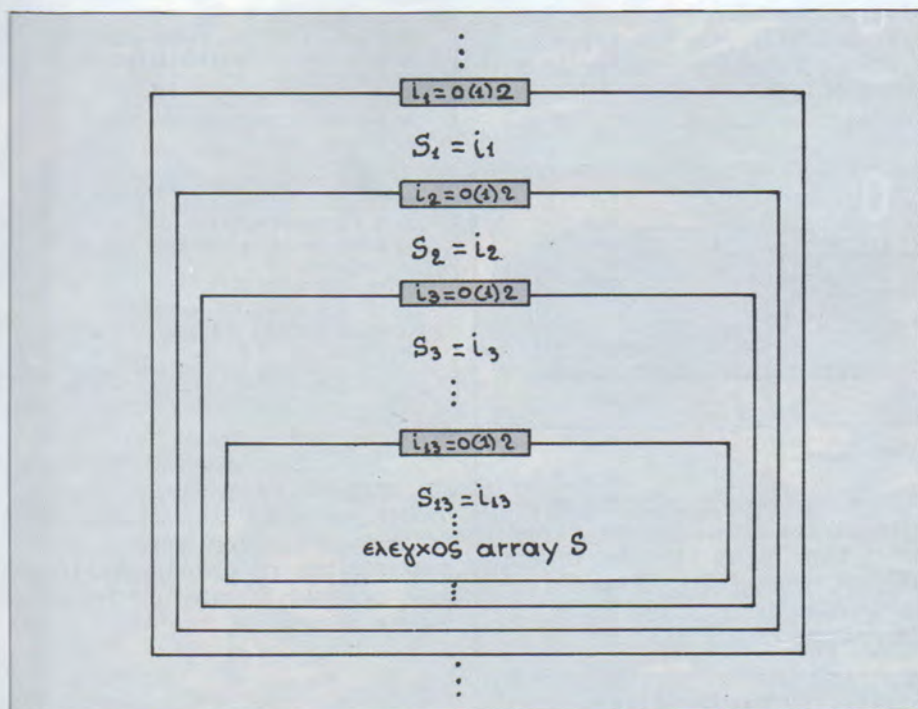 i₁=0(1)2
S₁ = i₁
i₂=0(1)2
S₂ = i₂
i₃=0(1)2
S₃ = i₃
i₁₃=0(1)2
S₁₃ = i₁₃
ελεγχος array S